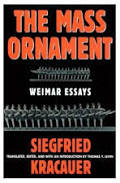 THE MASS
ORNAMENT
WEIMAR ESSAYS
SIEGFRIED
KRACAUER
TRANSLATED, EDITED, AND WITH AN INTRODUCTION BY THOMAS Y. LEVIN